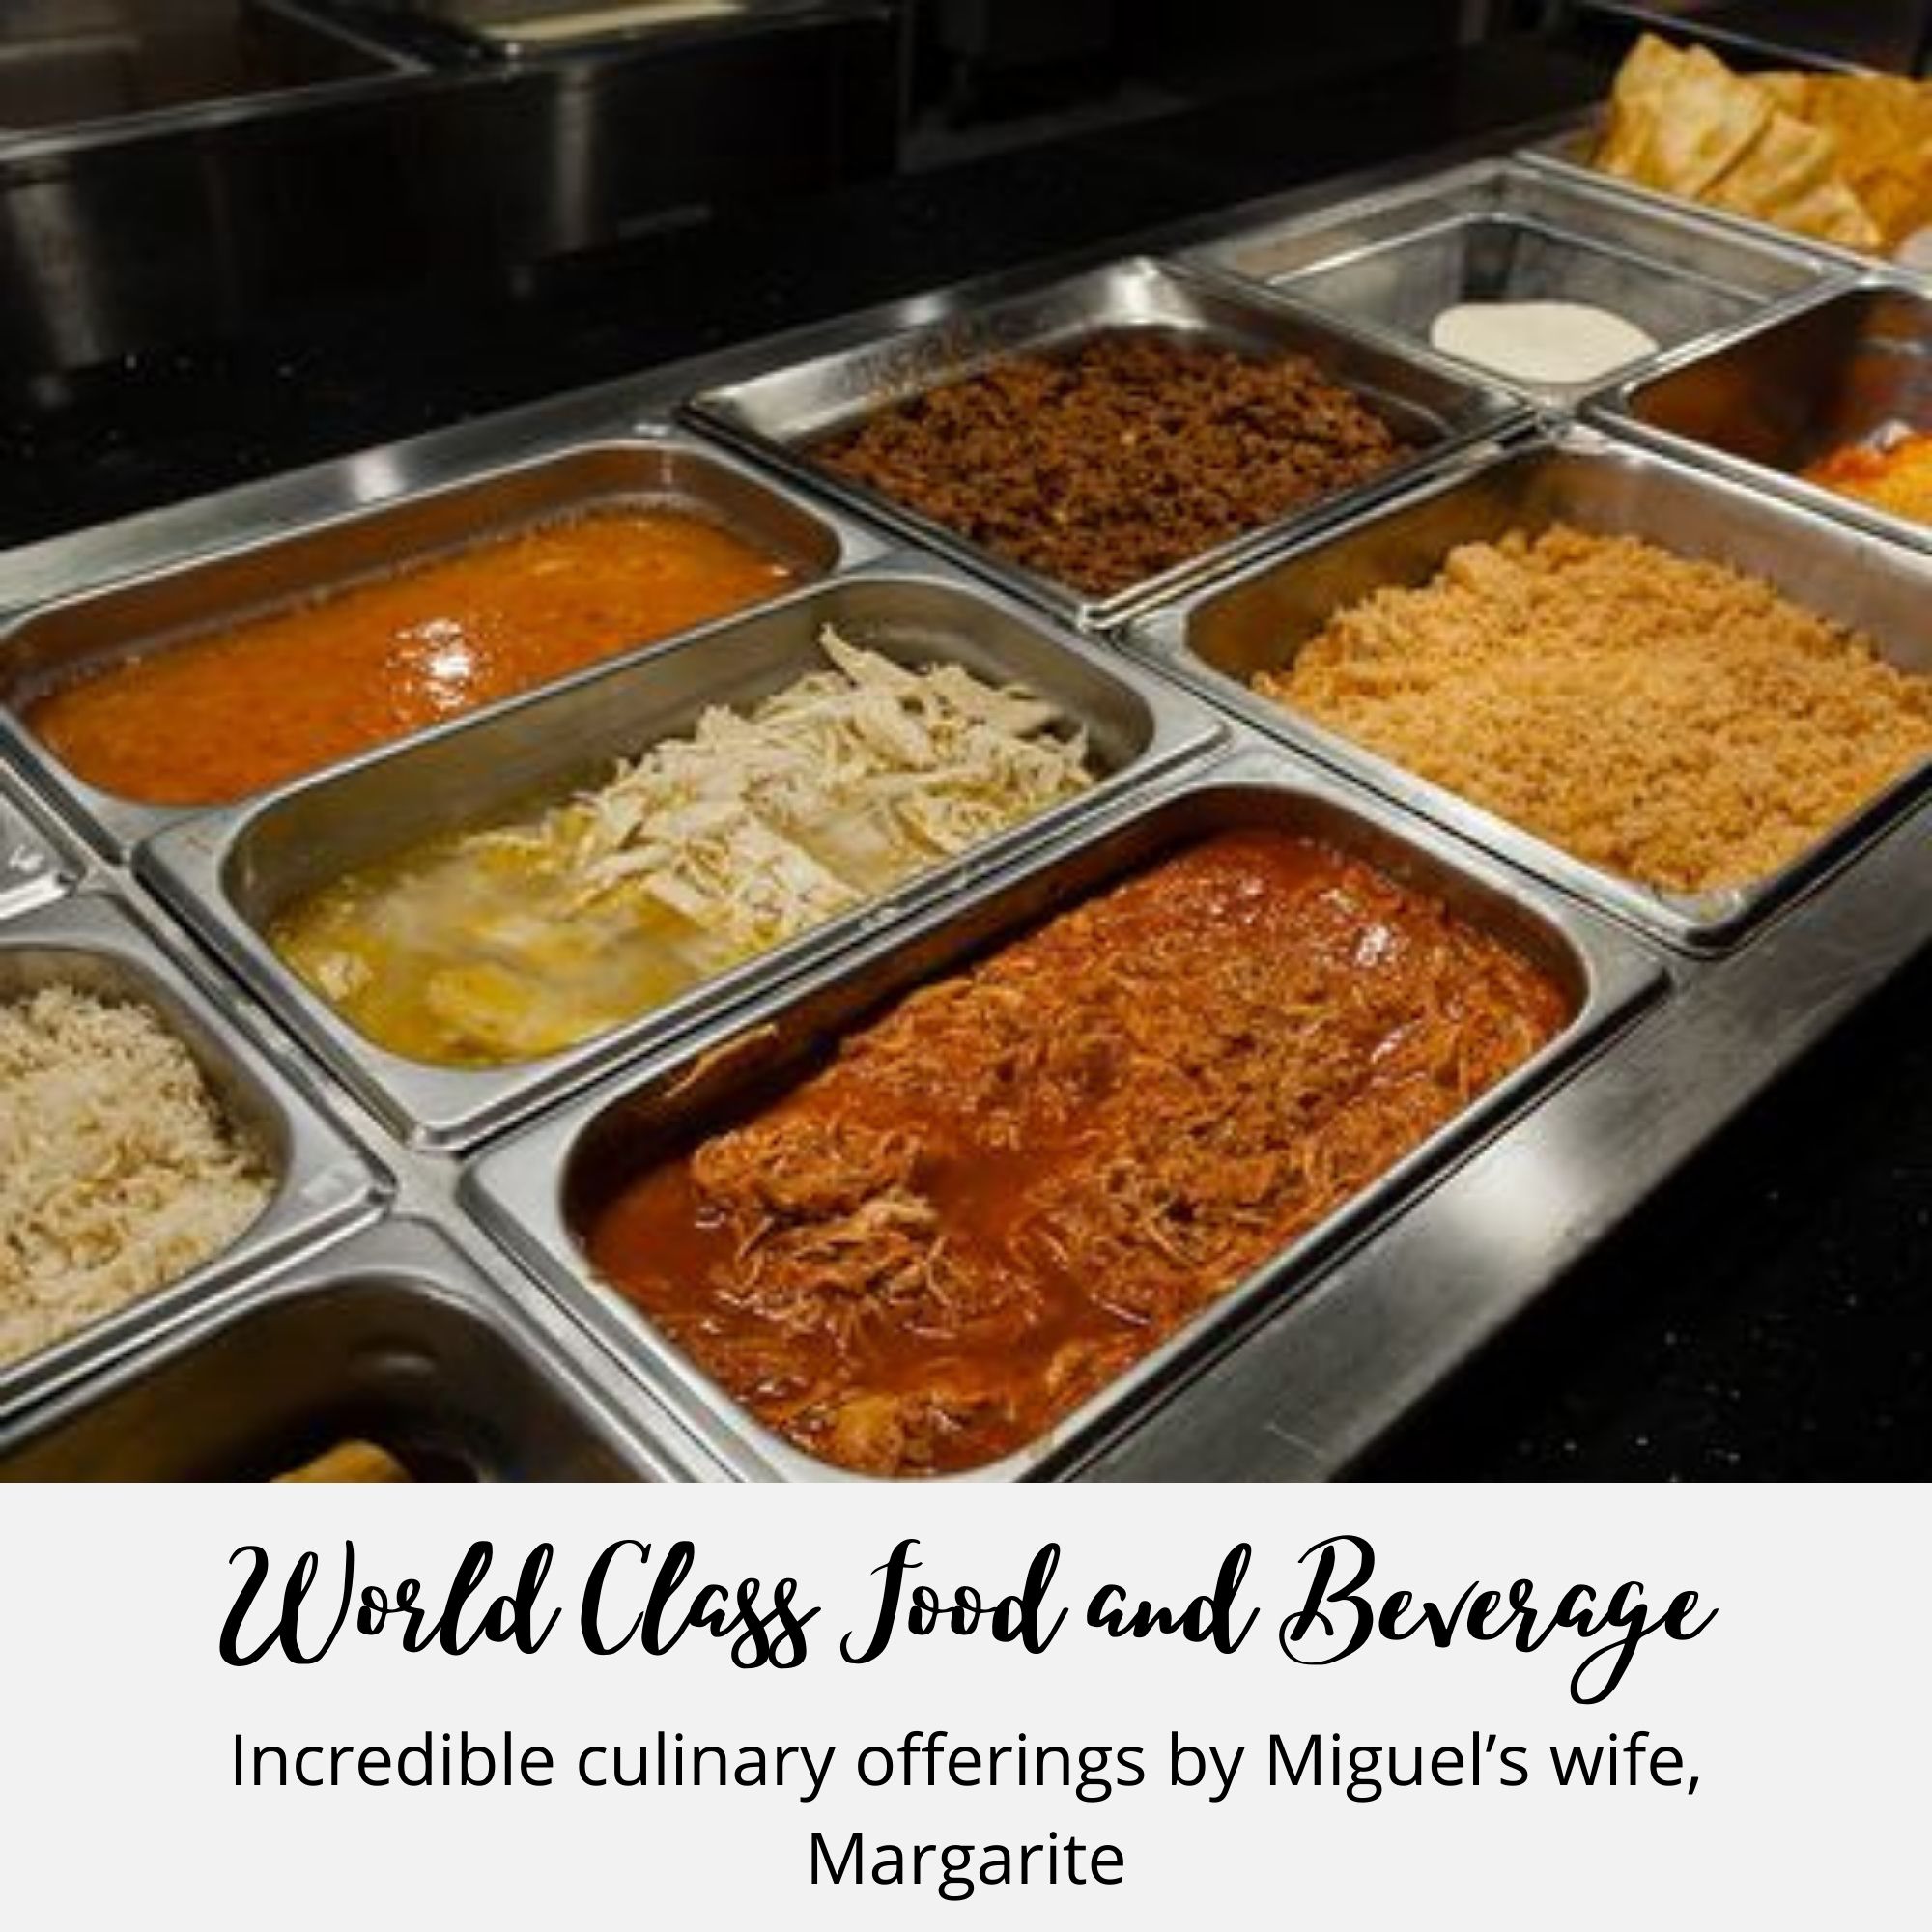 World Class Food and Beverage
Incredible culinary offerings by Miguel’s wife,
Margarite